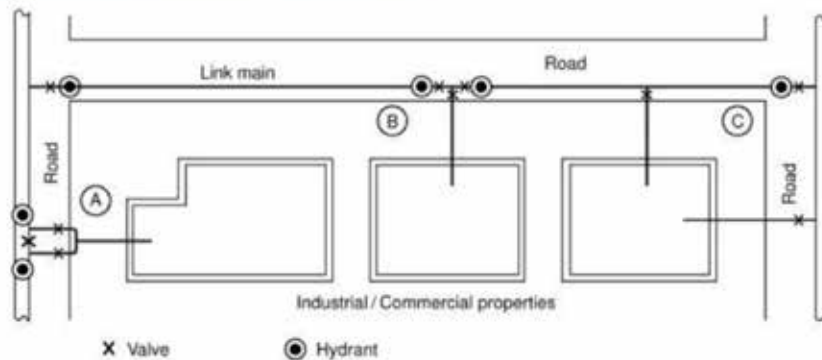 Road
Link main
B
C
Road
A
Road
Industrial / Commercial properties
X Valve
Hydrant